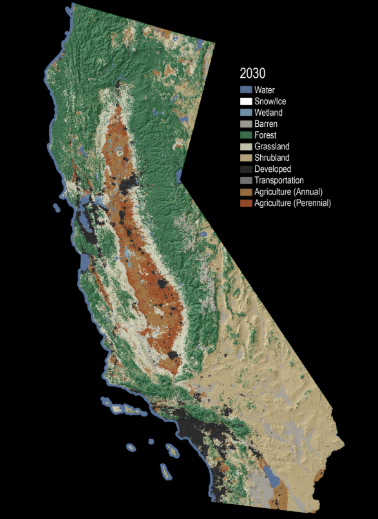 2030
Water
Snow/Ice
Wetland
Barren
Forest
Grassland
Shrubland
Developed
Transportation
Agriculture (Annual)
Agriculture (Perennial)